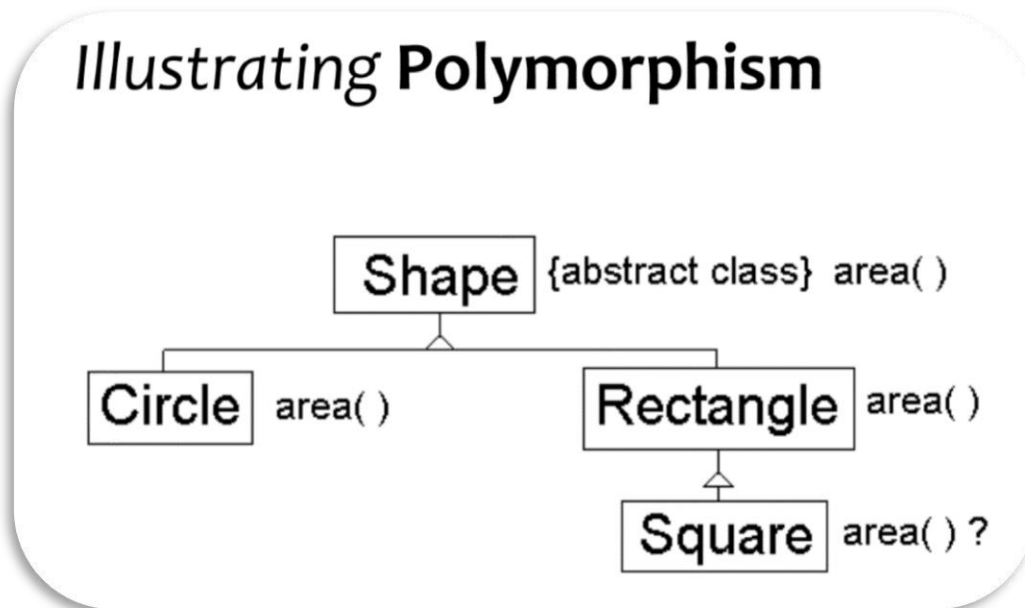 Illustrating Polymorphism
Shape {abstract class} area( )
Circle area( )
Rectangle area( )
Square area( ) ?